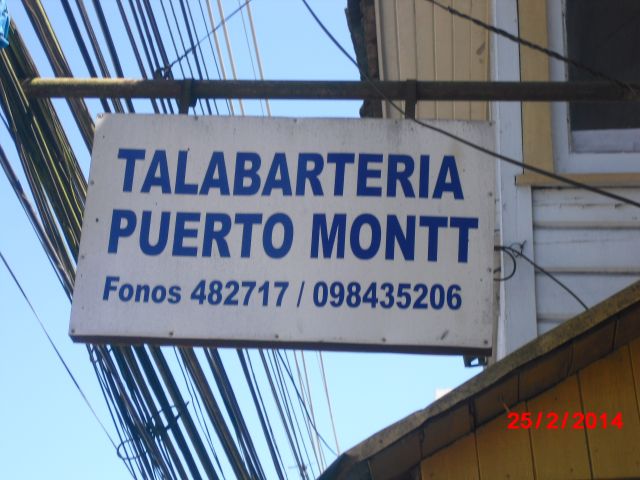 TALABARTERIA
PUERTO MONTT
Fonos 482717 / 098435206
25/2/2014